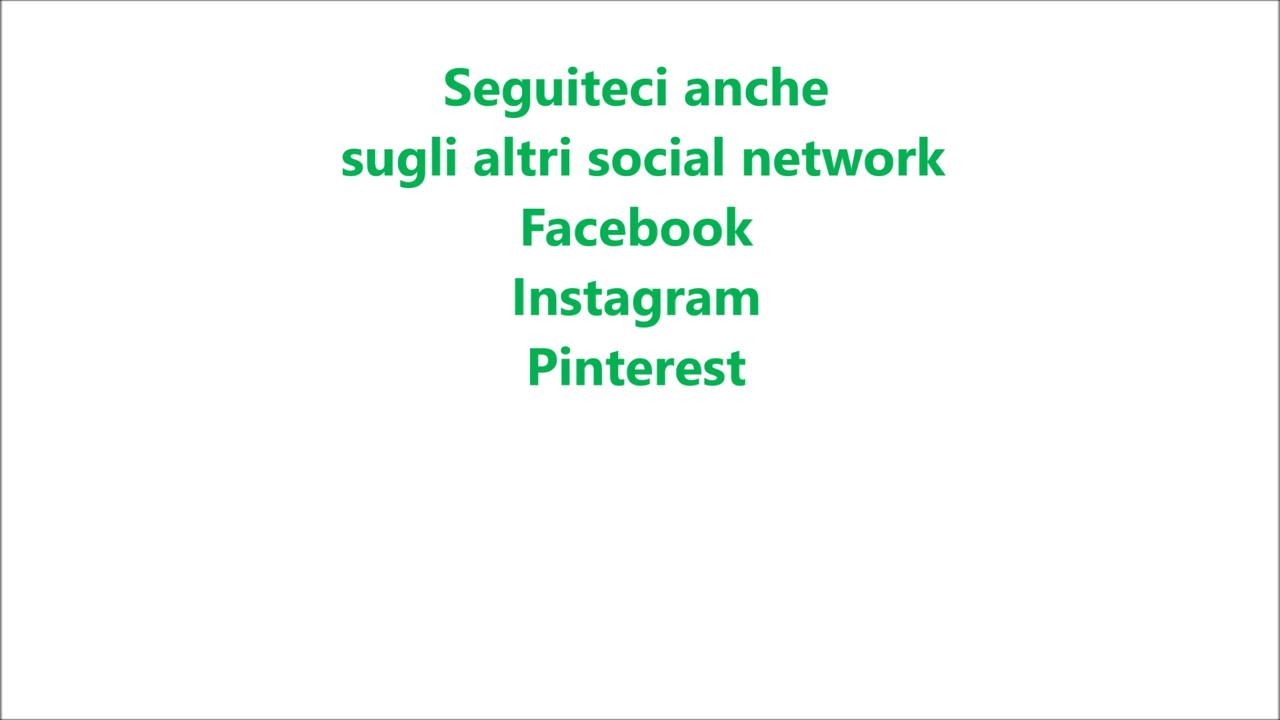 Seguiteci anche
sugli altri social network
Facebook
Instagram
Pinterest